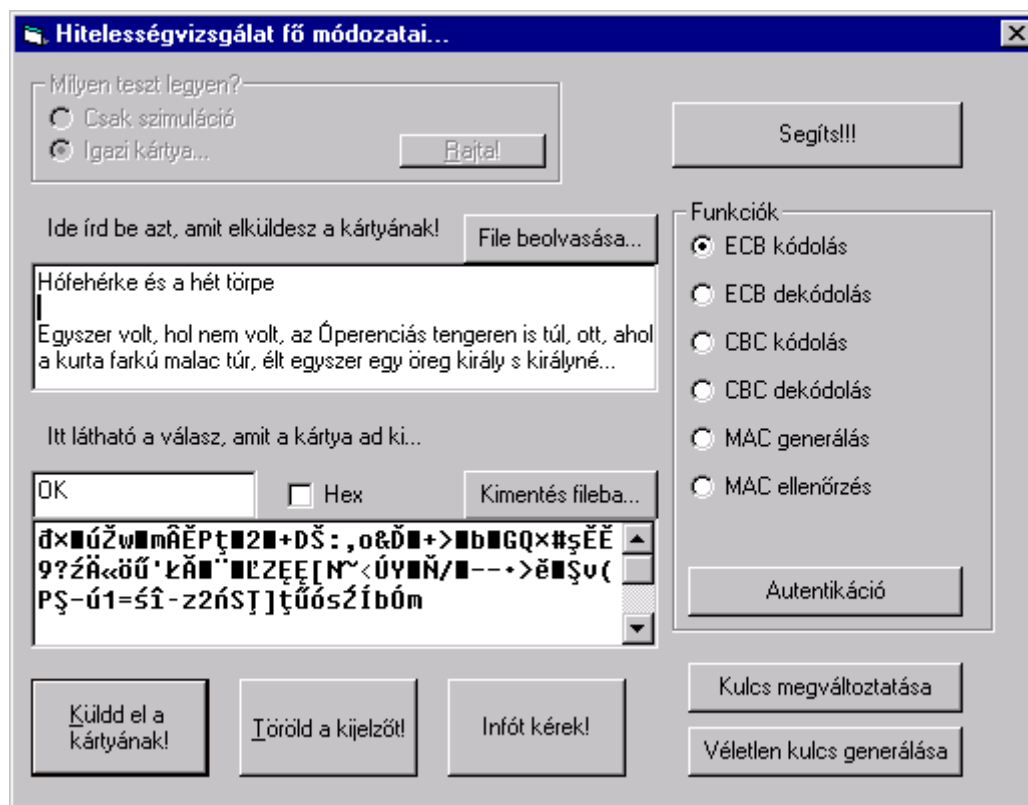 Hitelességvizsgálat fő módozatai...
Milyen teszt legyen?
Csak szimuláció
Igazi kártya...
Rajta!
Segíts!!!
Ide írd be azt, amit elküldesz a kártyának!
File beolvasása...
Hófehérke és a hét törpe
Egyszer volt, hol nem volt, az Óperenciás tengeren is túl, ott, ahol
a kurta farkú malac túr, élt egyszer egy öreg király s királyné...
Funkciók
ECB kódolás
ECB dekódolás
CBC kódolás
CBC dekódolás
MAC generálás
MAC ellenőrzés
Autentikáció
Itt látható a válasz, amit a kártya ad ki...
OK
Hex
Kimentés fileba...
Küldd el a
kártyának!
Töröld a kijelzőt!
Infót kérek!
Kulcs megváltoztatása
Véletlen kulcs generálása